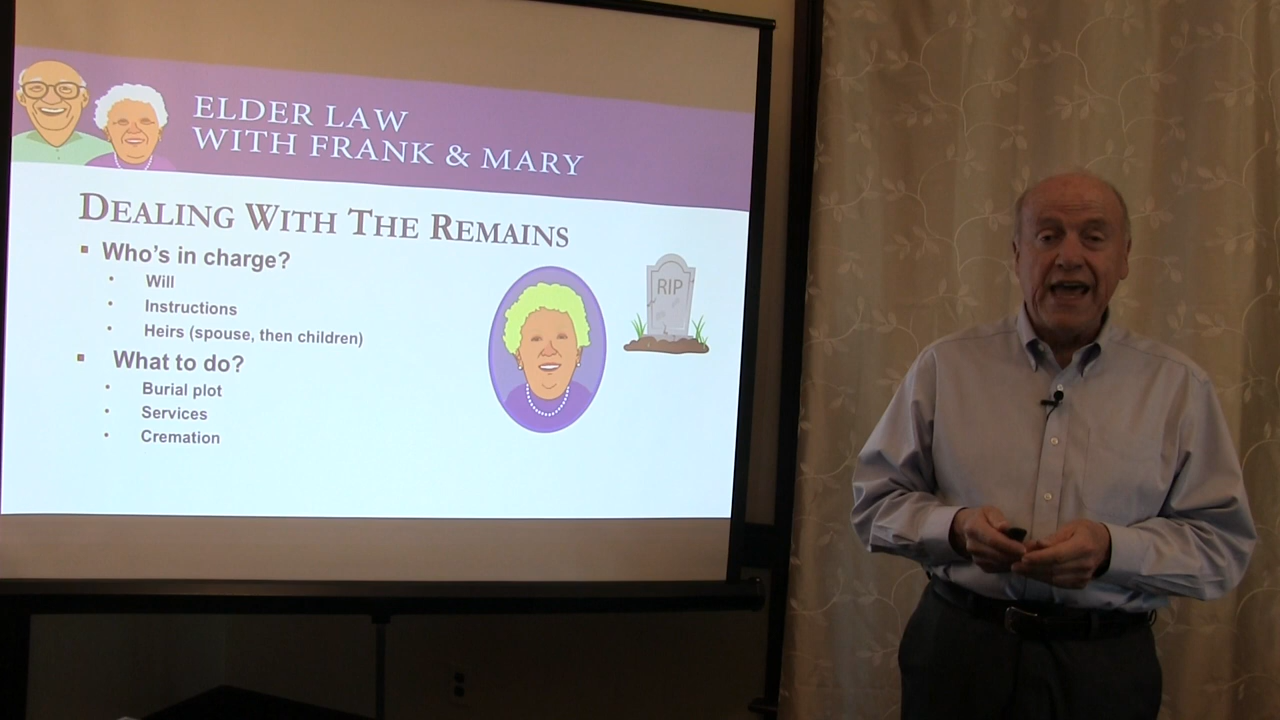 ELDER LAW
WITH FRANK & MARY
DEALING WITH THE REMAINS
Who's in charge?
Will
Instructions
Heirs (spouse, then children)
What to do?
Burial plot
Services
Cremation
RIP